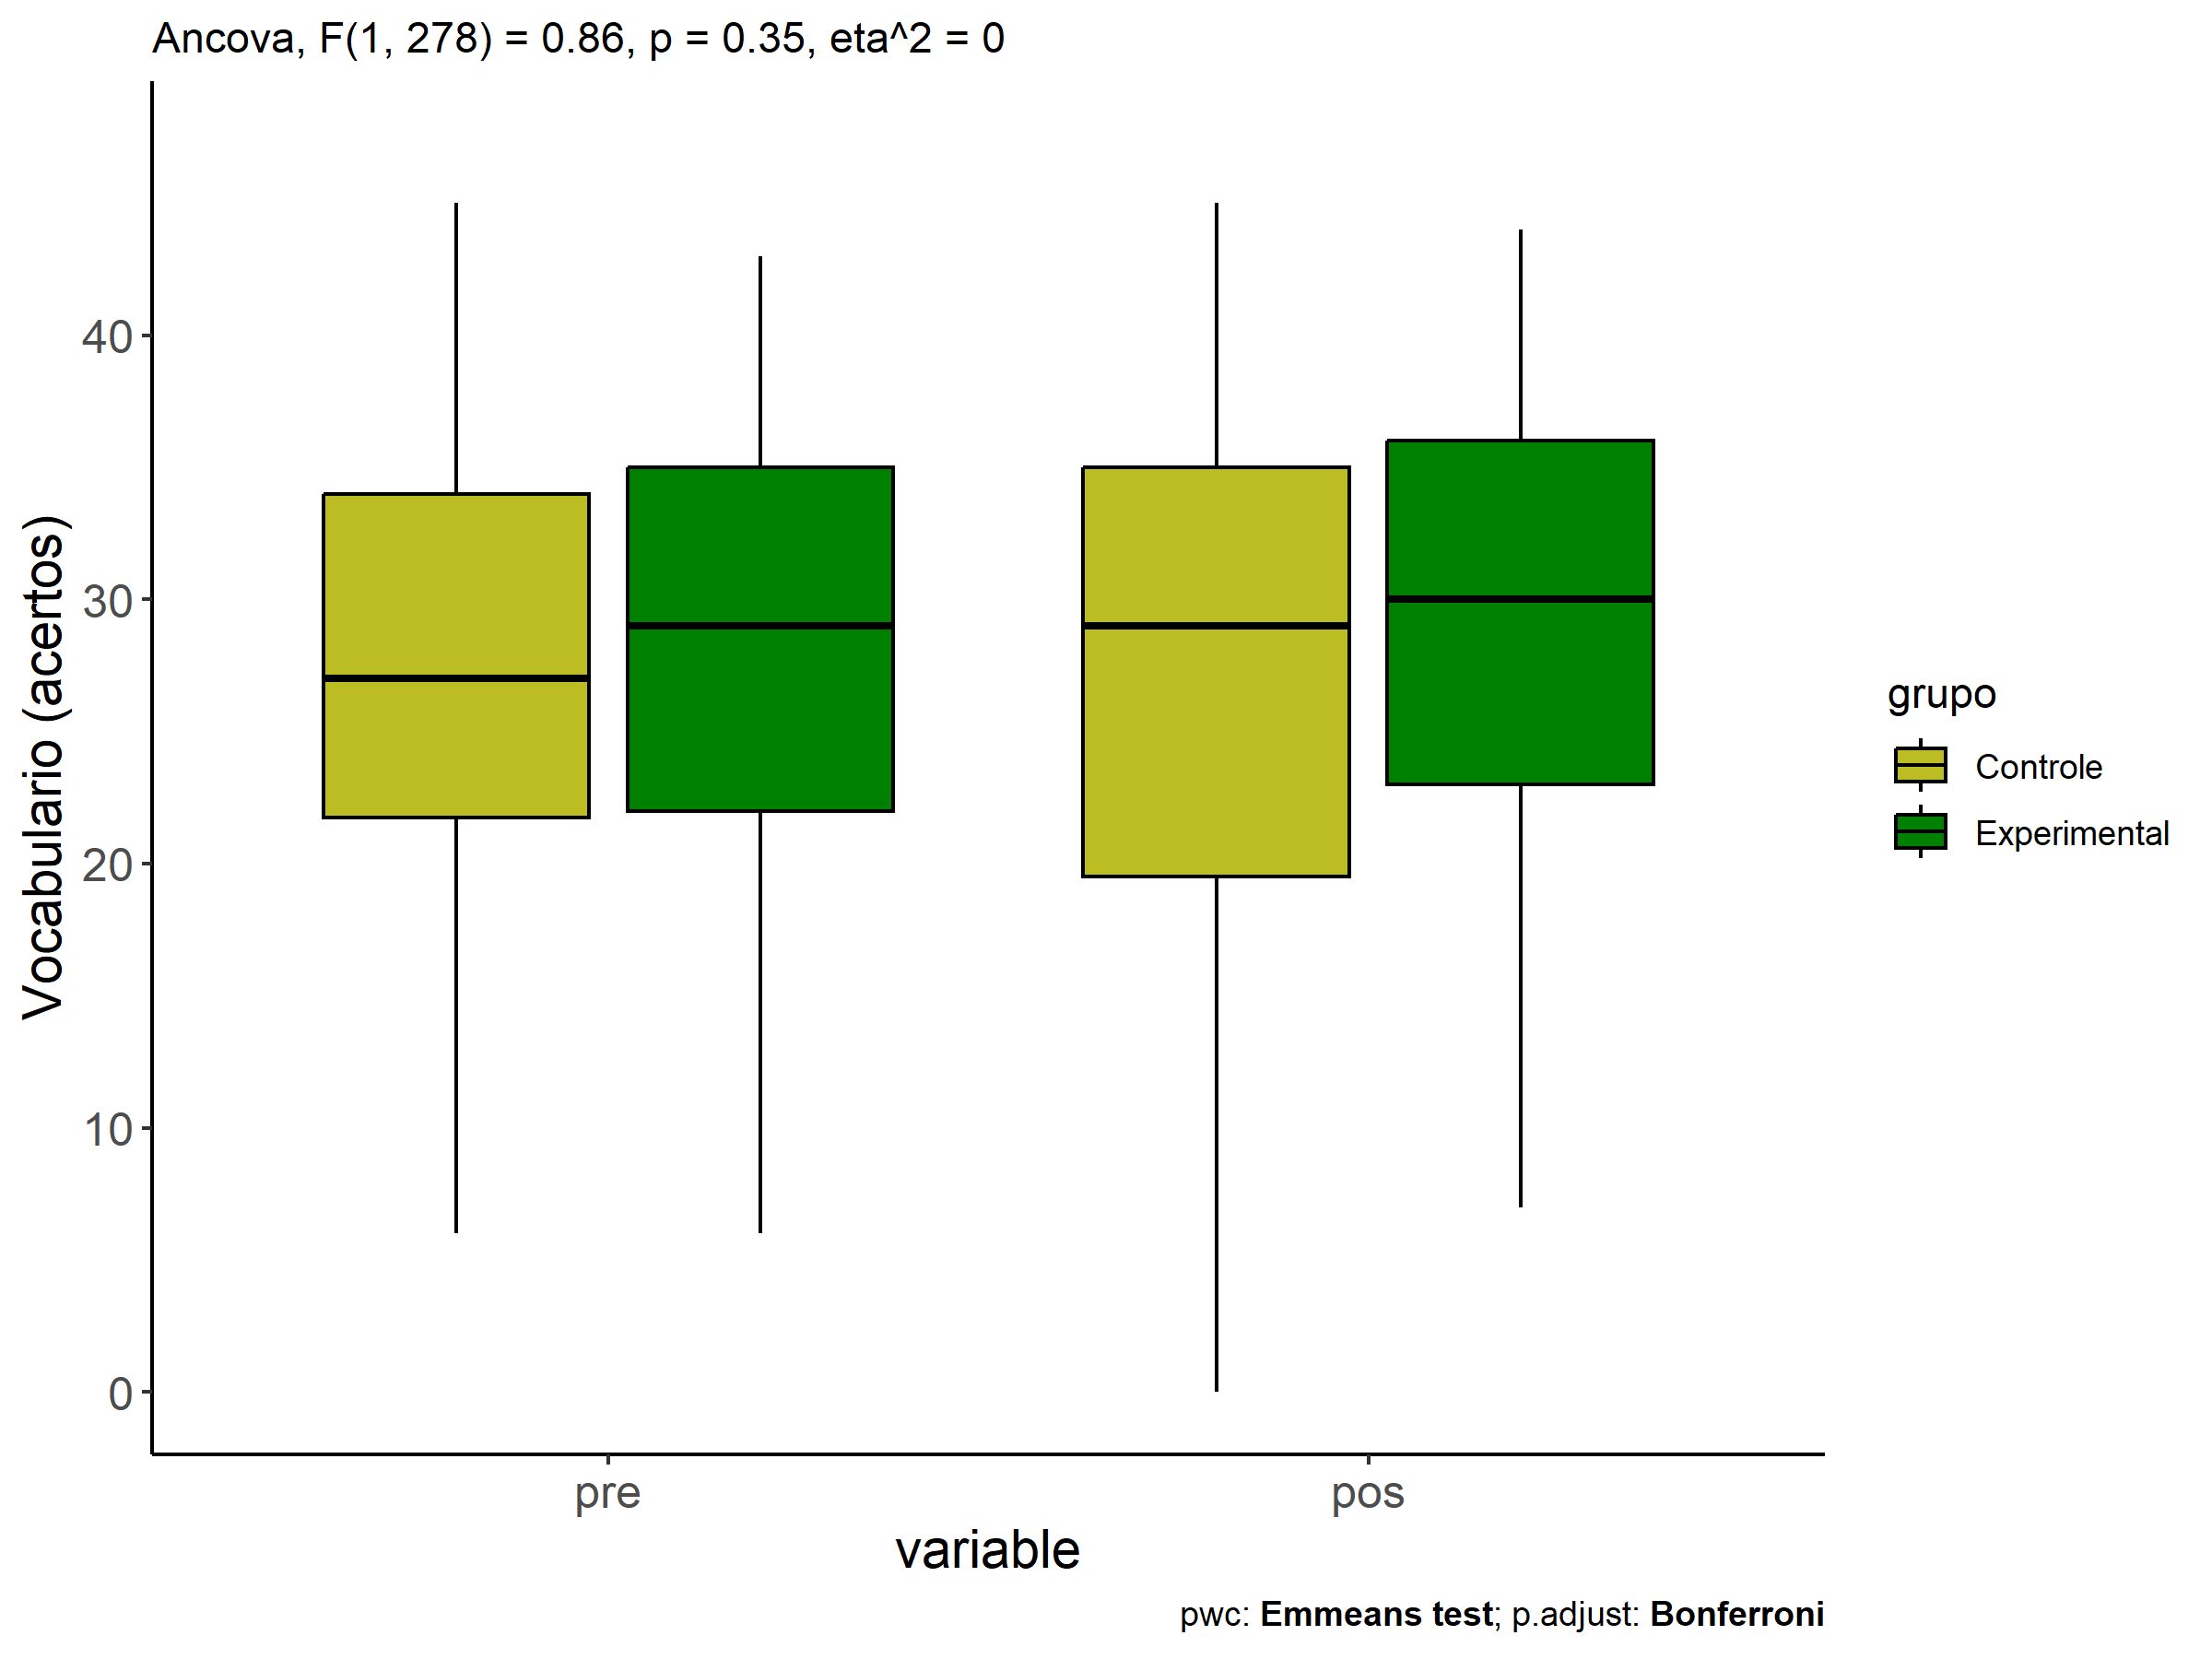 Ancova, F(1, 278) = 0.86, p = 0.35, eta^2 = 0
Vocabulario (acertos)
40
30
20
10
0
pre
pos
variable
grupo
Controle
Experimental
pwc: Emmeans test; p.adjust: Bonferroni